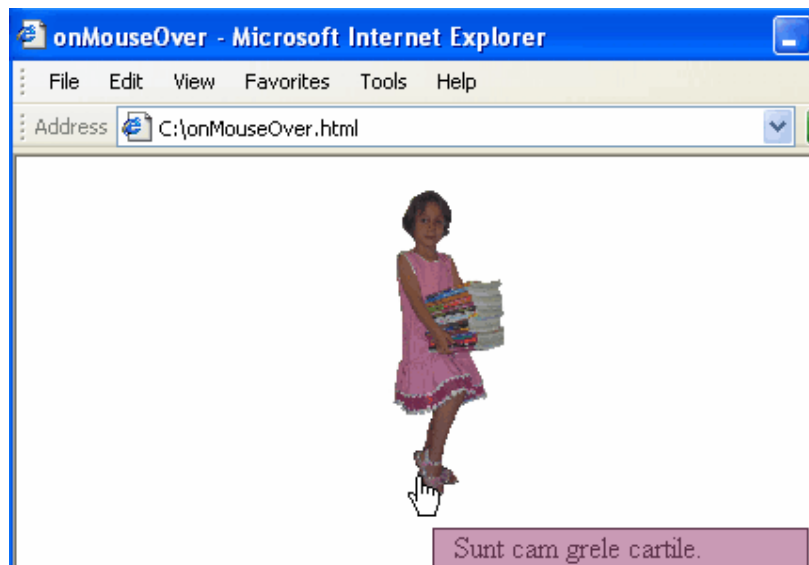 onMouseOver - Microsoft Internet Explorer
File Edit View Favorites Tools Help
Address C:\onMouseOver.html
Sunt cam grele cartile.